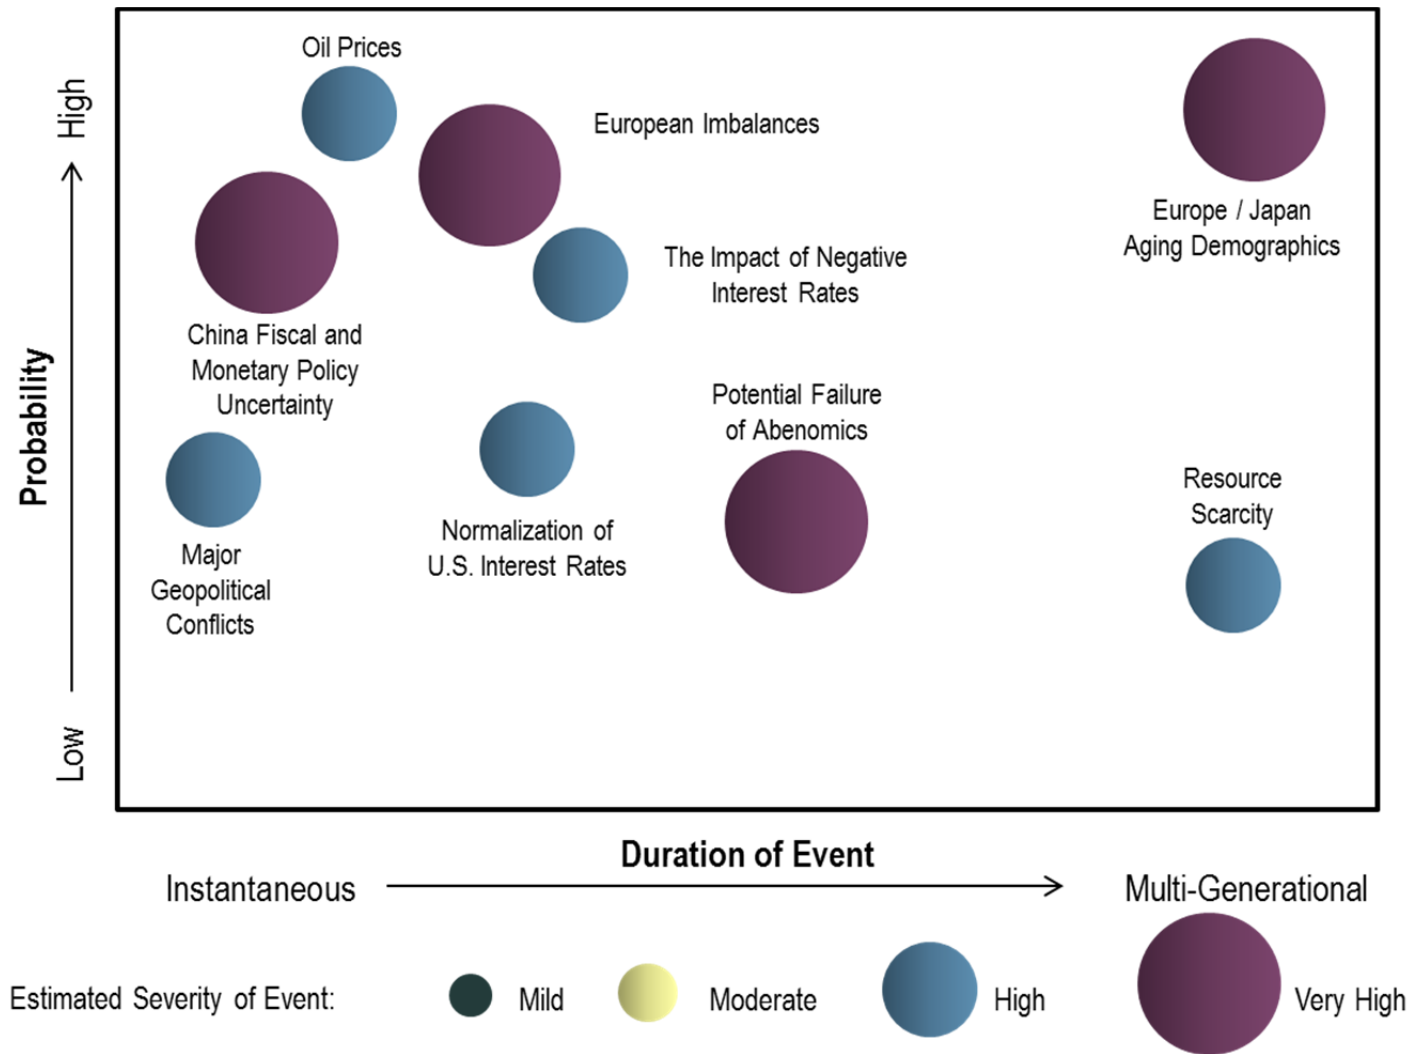 Oil Prices
European Imbalances
Europe / Japan
Aging Demographics
The Impact of Negative
Interest Rates
China Fiscal and
Monetary Policy
Uncertainty
Potential Failure
of Abenomics
Resource
Scarcity
Normalization of
U.S. Interest Rates
Major
Geopolitical
Conflicts
High
Probability
Low
Duration of Event
Instantaneous
Multi-Generational
Estimated Severity of Event:
Mild
Moderate
High
Very High